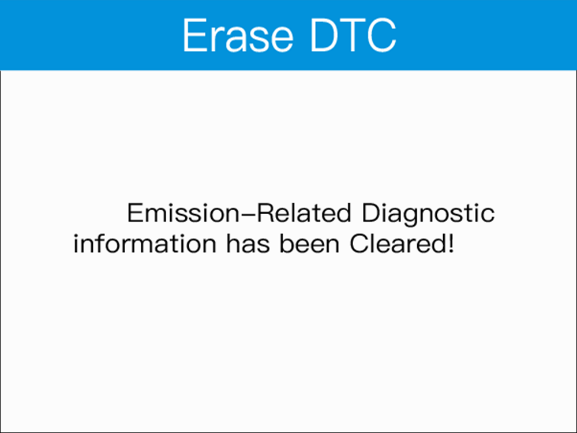 Erase DTC
Emission-Related Diagnostic
information has been Cleared!